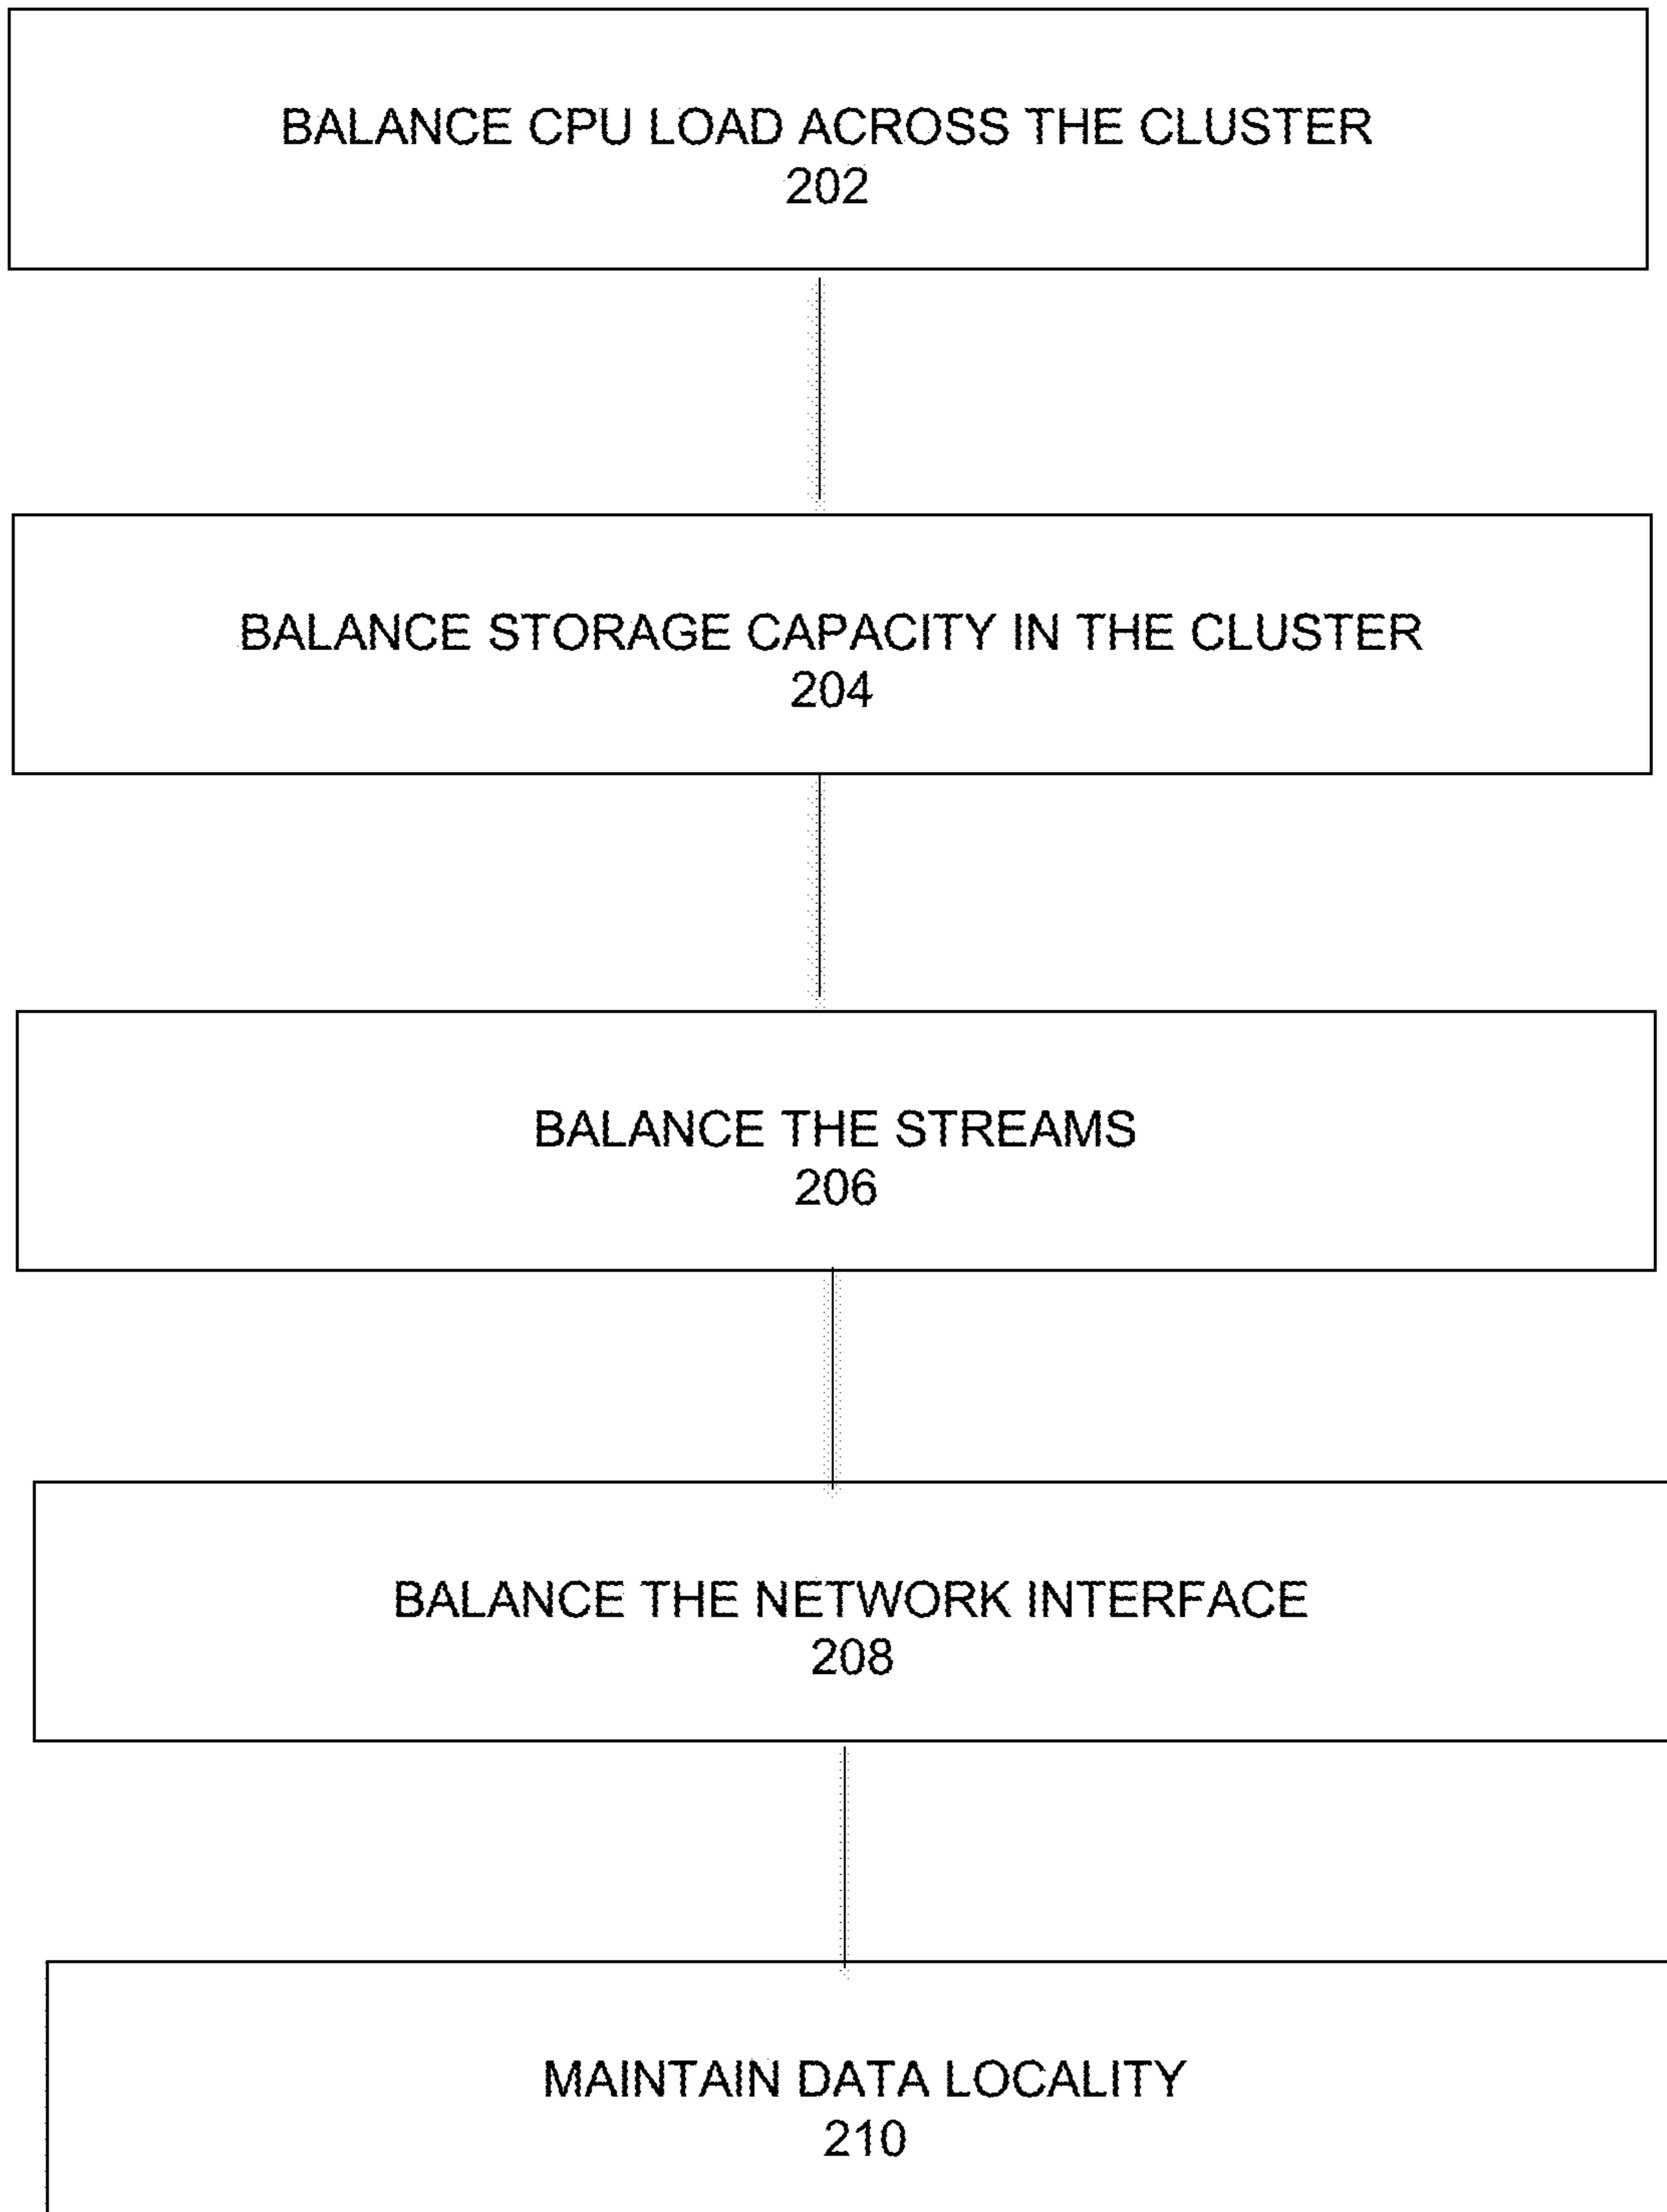 BALANCE CPU LOAD ACROSS THE CLUSTER
202
BALANCE STORAGE CAPACITY IN THE CLUSTER
204
BALANCE THE STREAMS
206
BALANCE THE NETWORK INTERFACE
208
MAINTAIN DATA LOCALITY
210